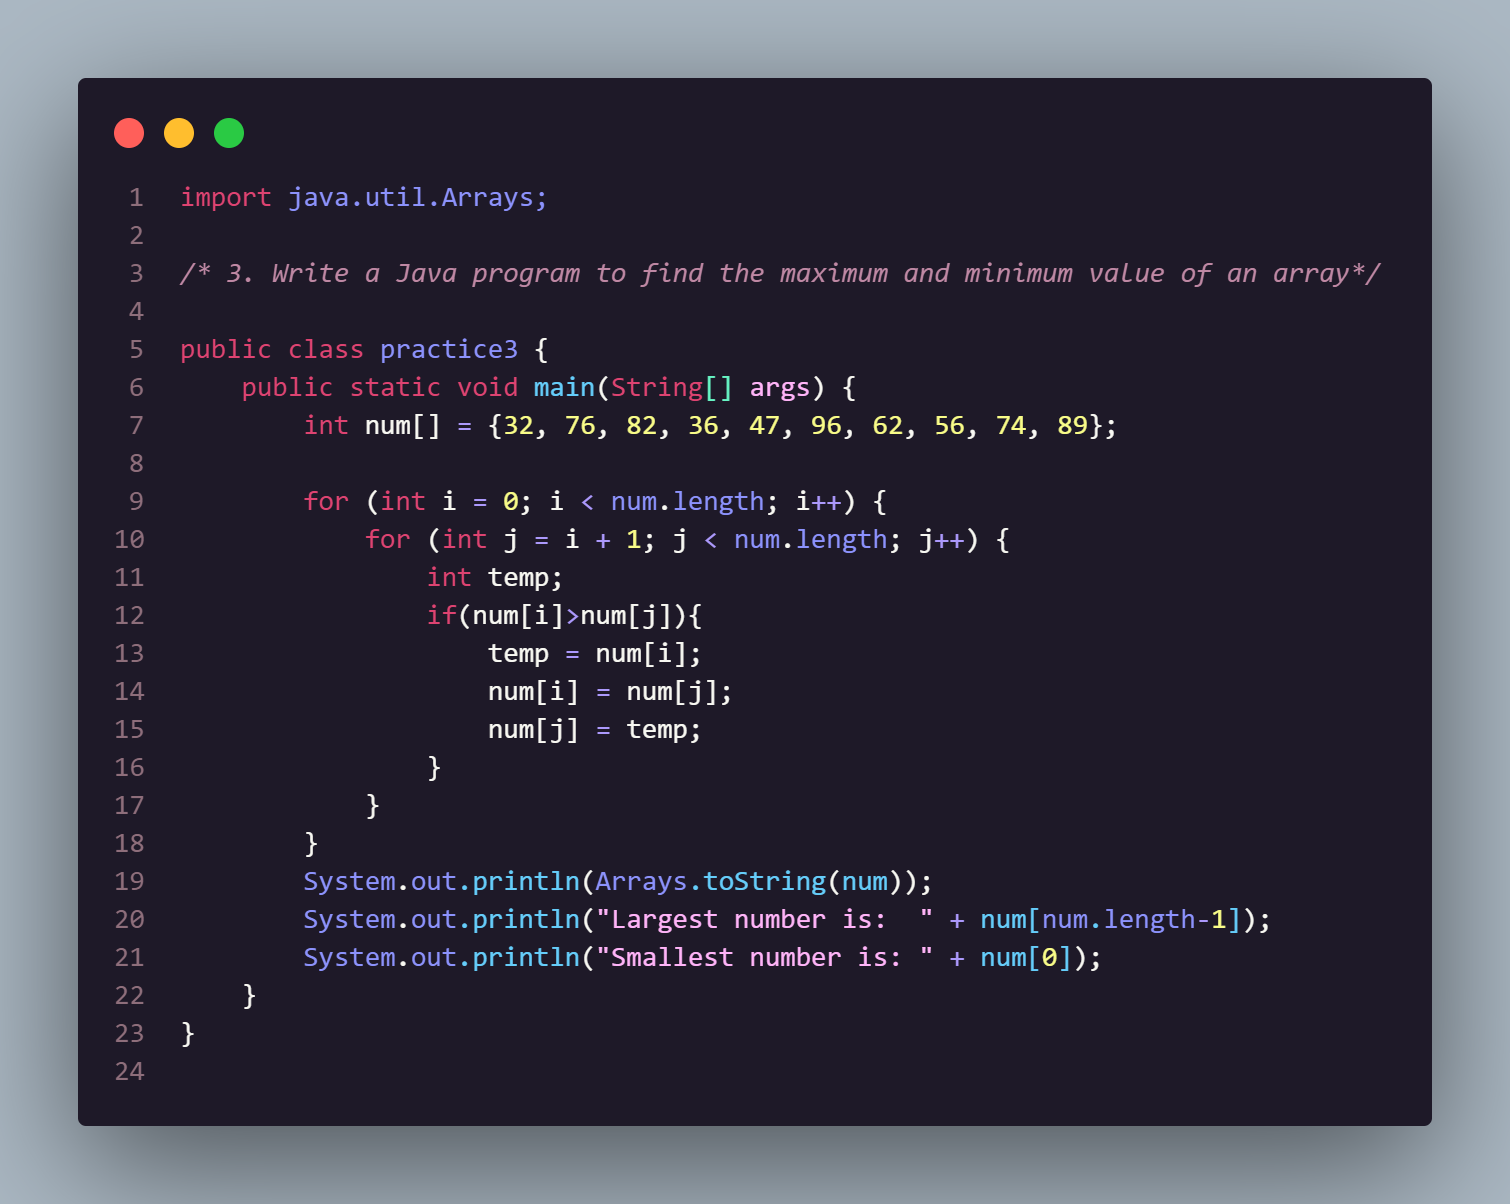 1 import java.util.Arrays;
2
3 /* 3. Write a Java program to find the maximum and minimum value of an array*/
4
5 public class practice3 {
6     public static void main(String[] args) {
7         int num[] = {32, 76, 82, 36, 47, 96, 62, 56, 74, 89};
8
9         for (int i = 0; i < num.length; i++) {
10             for (int j = i + 1; j < num.length; j++) {
11                 int temp;
12                 if(num[i]>num[j]){
13                     temp = num[i];
14                     num[i] = num[j];
15                     num[j] = temp;
16                 }
17             }
18         }
19         System.out.println(Arrays.toString(num));
20         System.out.println("Largest number is:  " + num[num.length-1]);
21         System.out.println("Smallest number is: " + num[0]);
22     }
23 }
24